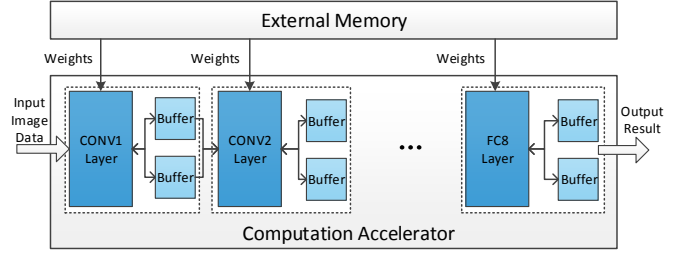 External Memory
Weights
Weights
Weights
Input
Image
Data
CONV1
Layer
Buffer
Buffer
CONV2
Layer
Buffer
Buffer
...
FC8
Layer
Buffer
Buffer
Output
Result
Computation Accelerator